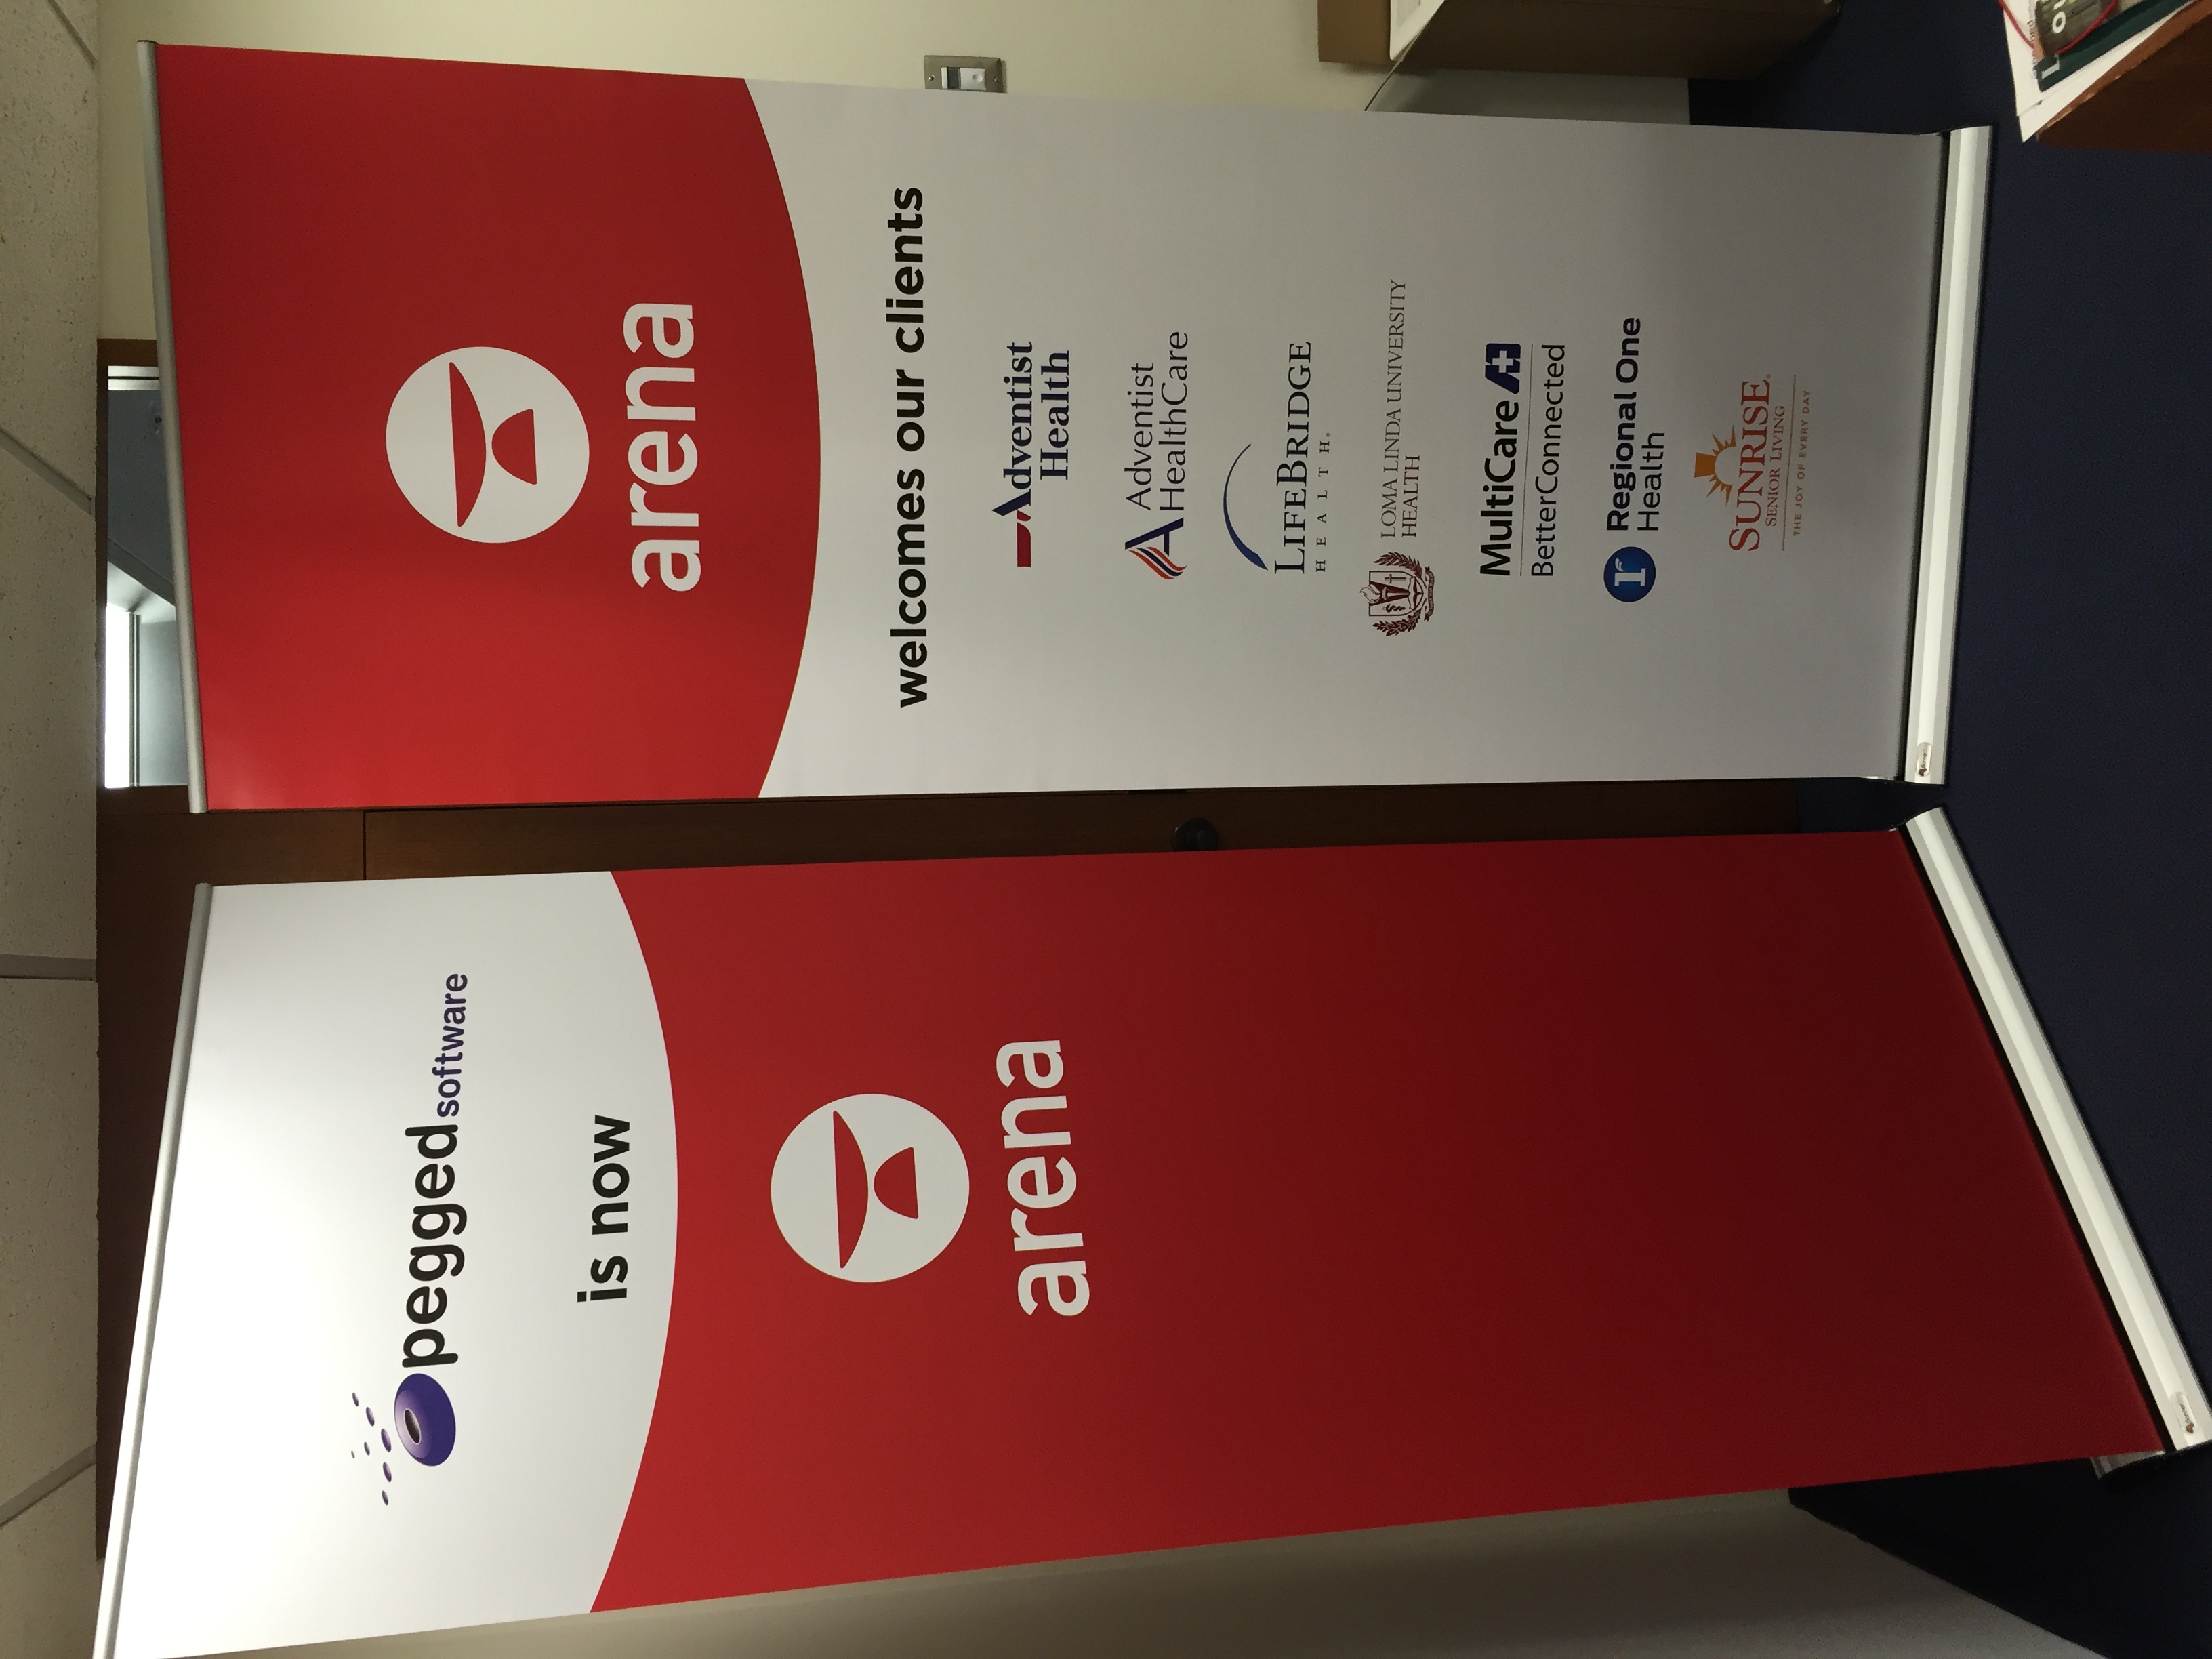 pegged software
is now
arena
arena
welcomes our clients
Adventist
Health
Adventist
HealthCare
LIFEBRIDGE
HEALTH®
LOMA LINDA UNIVERSITY
HEALTH
MultiCare
BetterConnected
r Regional One
Health
SUNRISE®
SENIOR LIVING
THE JOY OF EVERY DAY